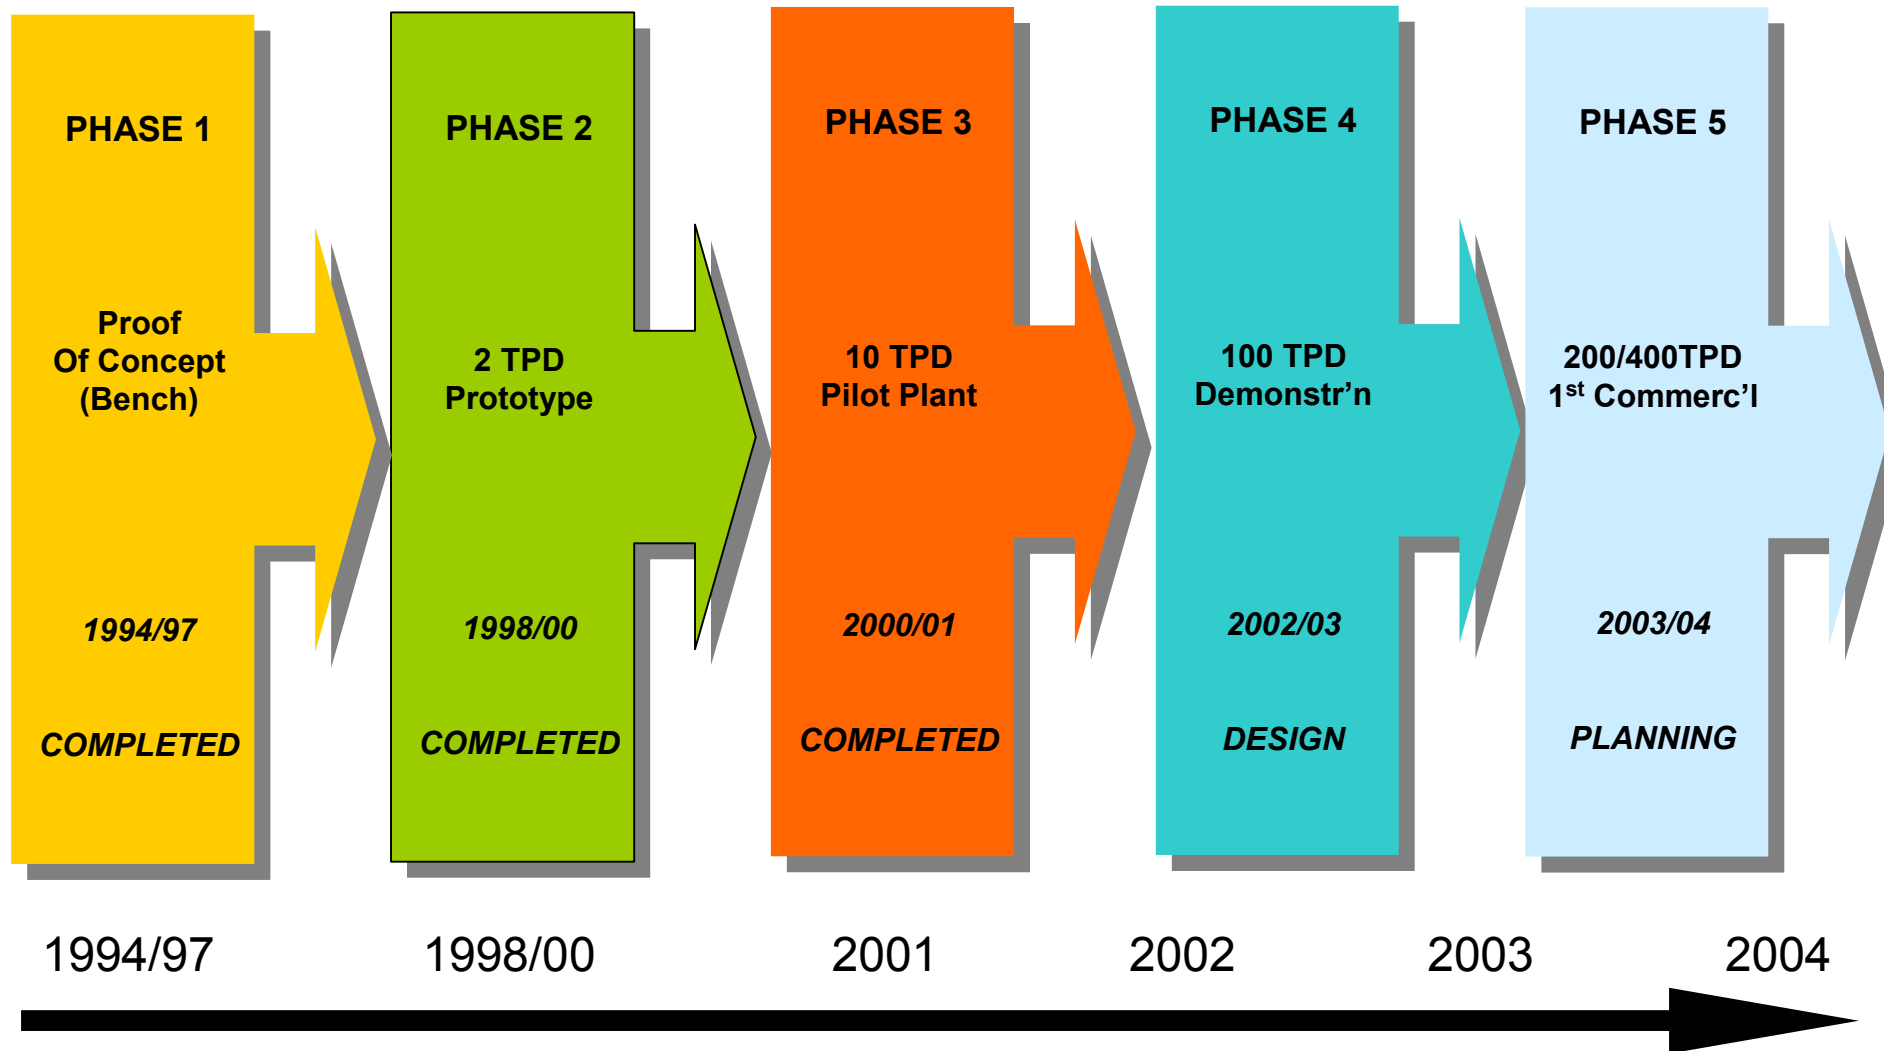 PHASE 1
Proof
Of Concept
(Bench)
1994/97
COMPLETED
PHASE 2
2 TPD
Prototype
1998/00
COMPLETED
PHASE 3
10 TPD
Pilot Plant
2000/01
COMPLETED
PHASE 4
100 TPD
Demonstr’n
2002/03
DESIGN
PHASE 5
200/400TPD
1st Commerc’l
2003/04
PLANNING
1994/97 1998/00 2001 2002 2003 2004